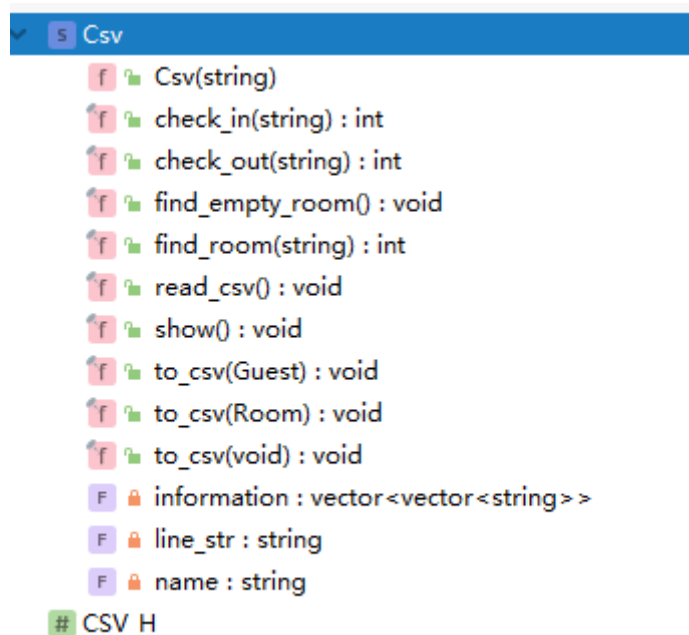 S Csv
f Csv(string)
f check_in(string) : int
f check_out(string) : int
f find_empty_room() : void
f find_room(string) : int
f read_csv() : void
f show() : void
f to_csv(Guest) : void
f to_csv(Room) : void
f to_csv(void) : void
F information : vector<vector<string>>
F line_str : string
F name : string
# CSV_H